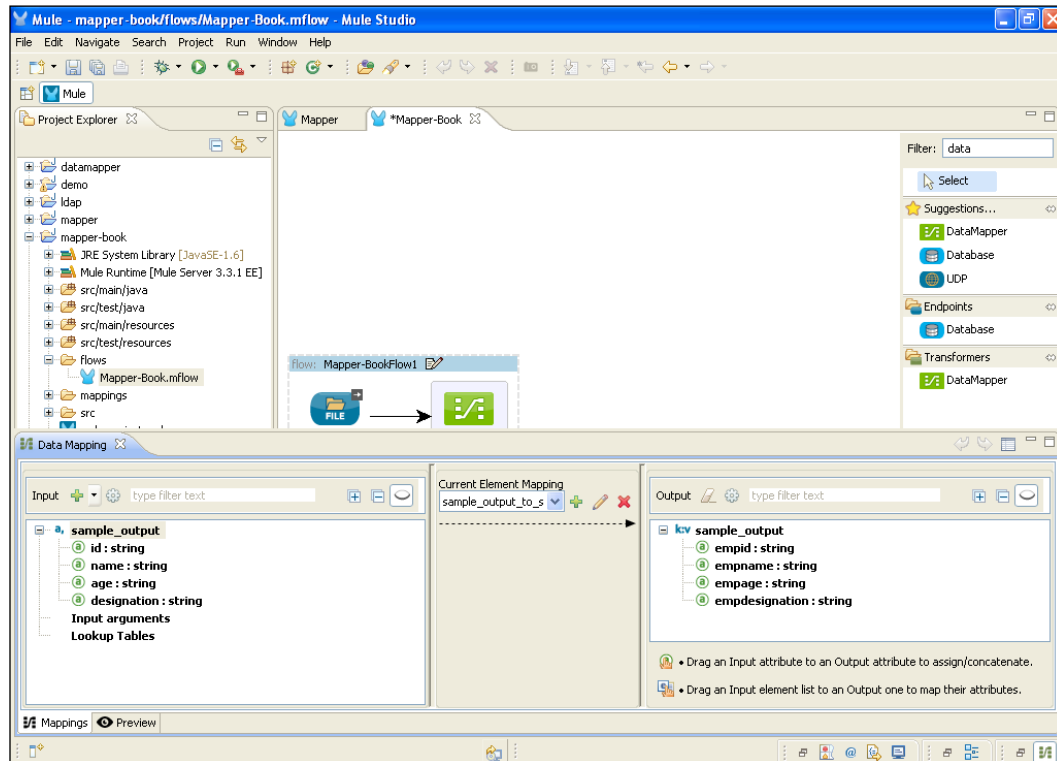 Mule - mapper-book/flows/Mapper-Book.mflow - Mule Studio
File Edit Navigate Search Project Run Window Help
Mule
Project Explorer
Mapper
*Mapper-Book
datamapper
demo
ldap
mapper
mapper-book
JRE System Library [JavaSE-1.6]
Mule Runtime [Mule Server 3.3.1 EE]
src/main/java
src/test/java
src/main/resources
src/test/resources
flows
Mapper-Book.mflow
mappings
src
flow: Mapper-BookFlow1
FILE
Filter: data
Select
Suggestions...
DataMapper
Database
UDP
Endpoints
Database
Transformers
DataMapper
Data Mapping
Input type filter text
a, sample_output
a id : string
a name : string
a age : string
a designation : string
Input arguments
Lookup Tables
Current Element Mapping
sample_output_to_s
Output type filter text
k:v sample_output
a empid : string
a empname : string
a empage : string
a empdesignation : string
• Drag an Input attribute to an Output attribute to assign/concatenate.
• Drag an Input element list to an Output one to map their attributes.
Mappings Preview